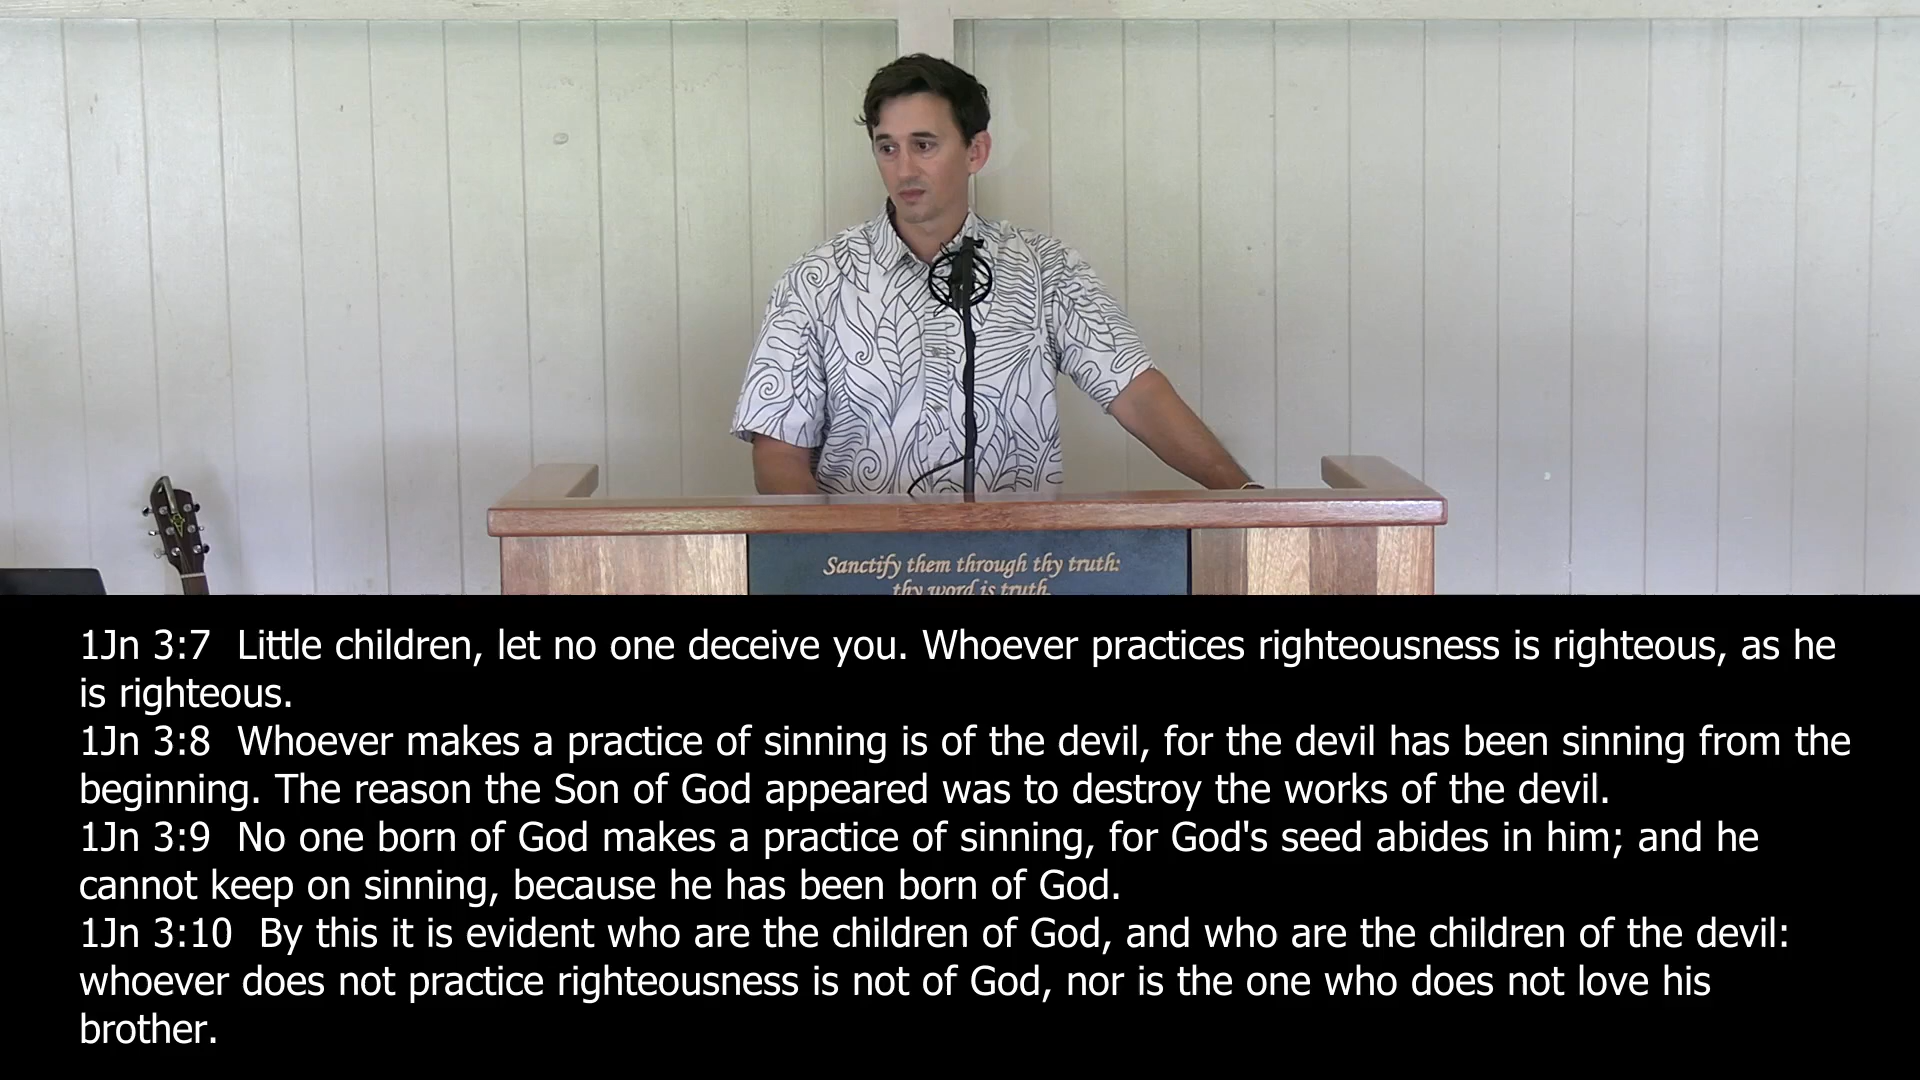 Sanctify them through thy truth:
thy word is truth.
1Jn 3:7  Little children, let no one deceive you. Whoever practices righteousness is righteous, as he
is righteous.
1Jn 3:8  Whoever makes a practice of sinning is of the devil, for the devil has been sinning from the
beginning. The reason the Son of God appeared was to destroy the works of the devil.
1Jn 3:9  No one born of God makes a practice of sinning, for God's seed abides in him; and he
cannot keep on sinning, because he has been born of God.
1Jn 3:10  By this it is evident who are the children of God, and who are the children of the devil:
whoever does not practice righteousness is not of God, nor is the one who does not love his
brother.